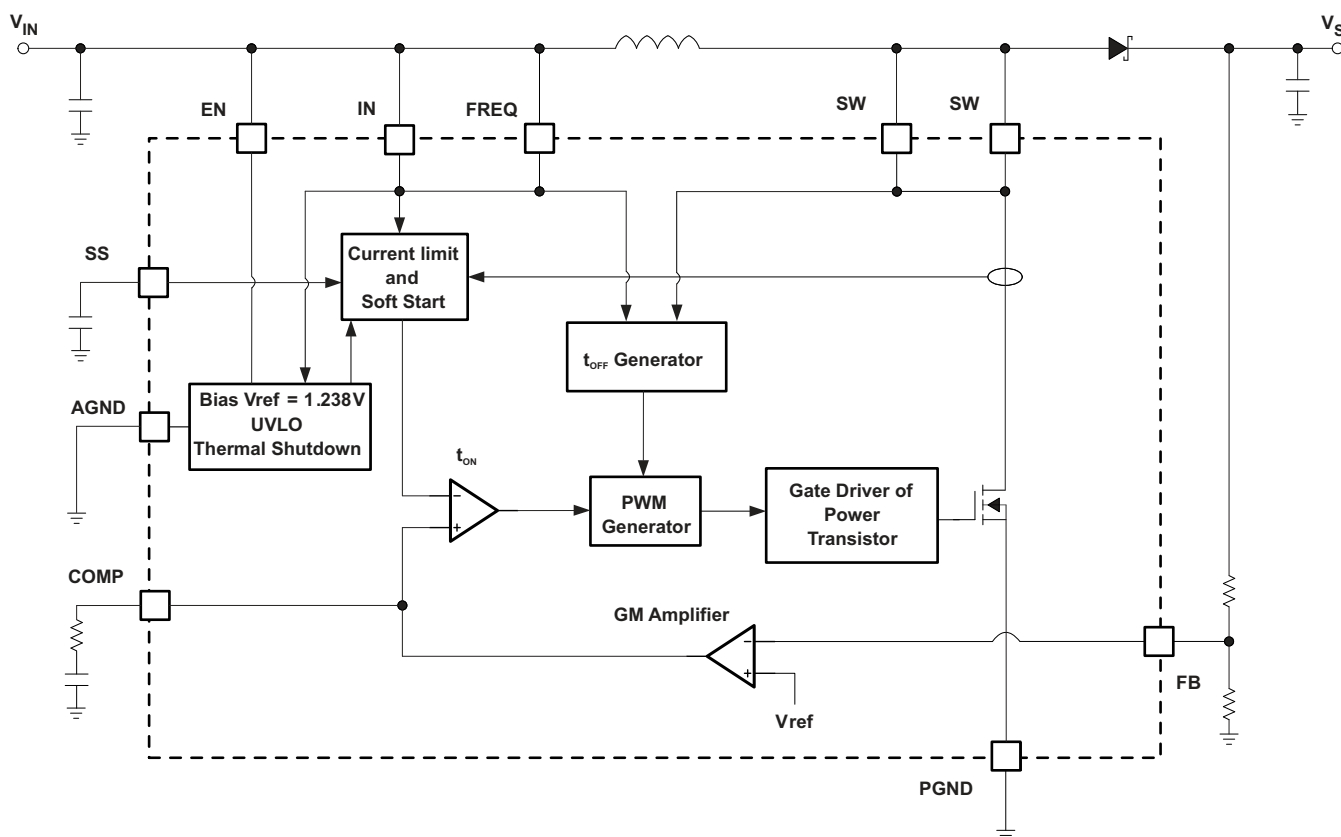 VIN
VS
EN
IN
FREQ
SW
SW
SS
Current limit
and
Soft Start
tOFF Generator
AGND
Bias Vref = 1.238V
UVLO
Thermal Shutdown
tON
PWM
Generator
Gate Driver of
Power
Transistor
COMP
GM Amplifier
FB
Vref
PGND